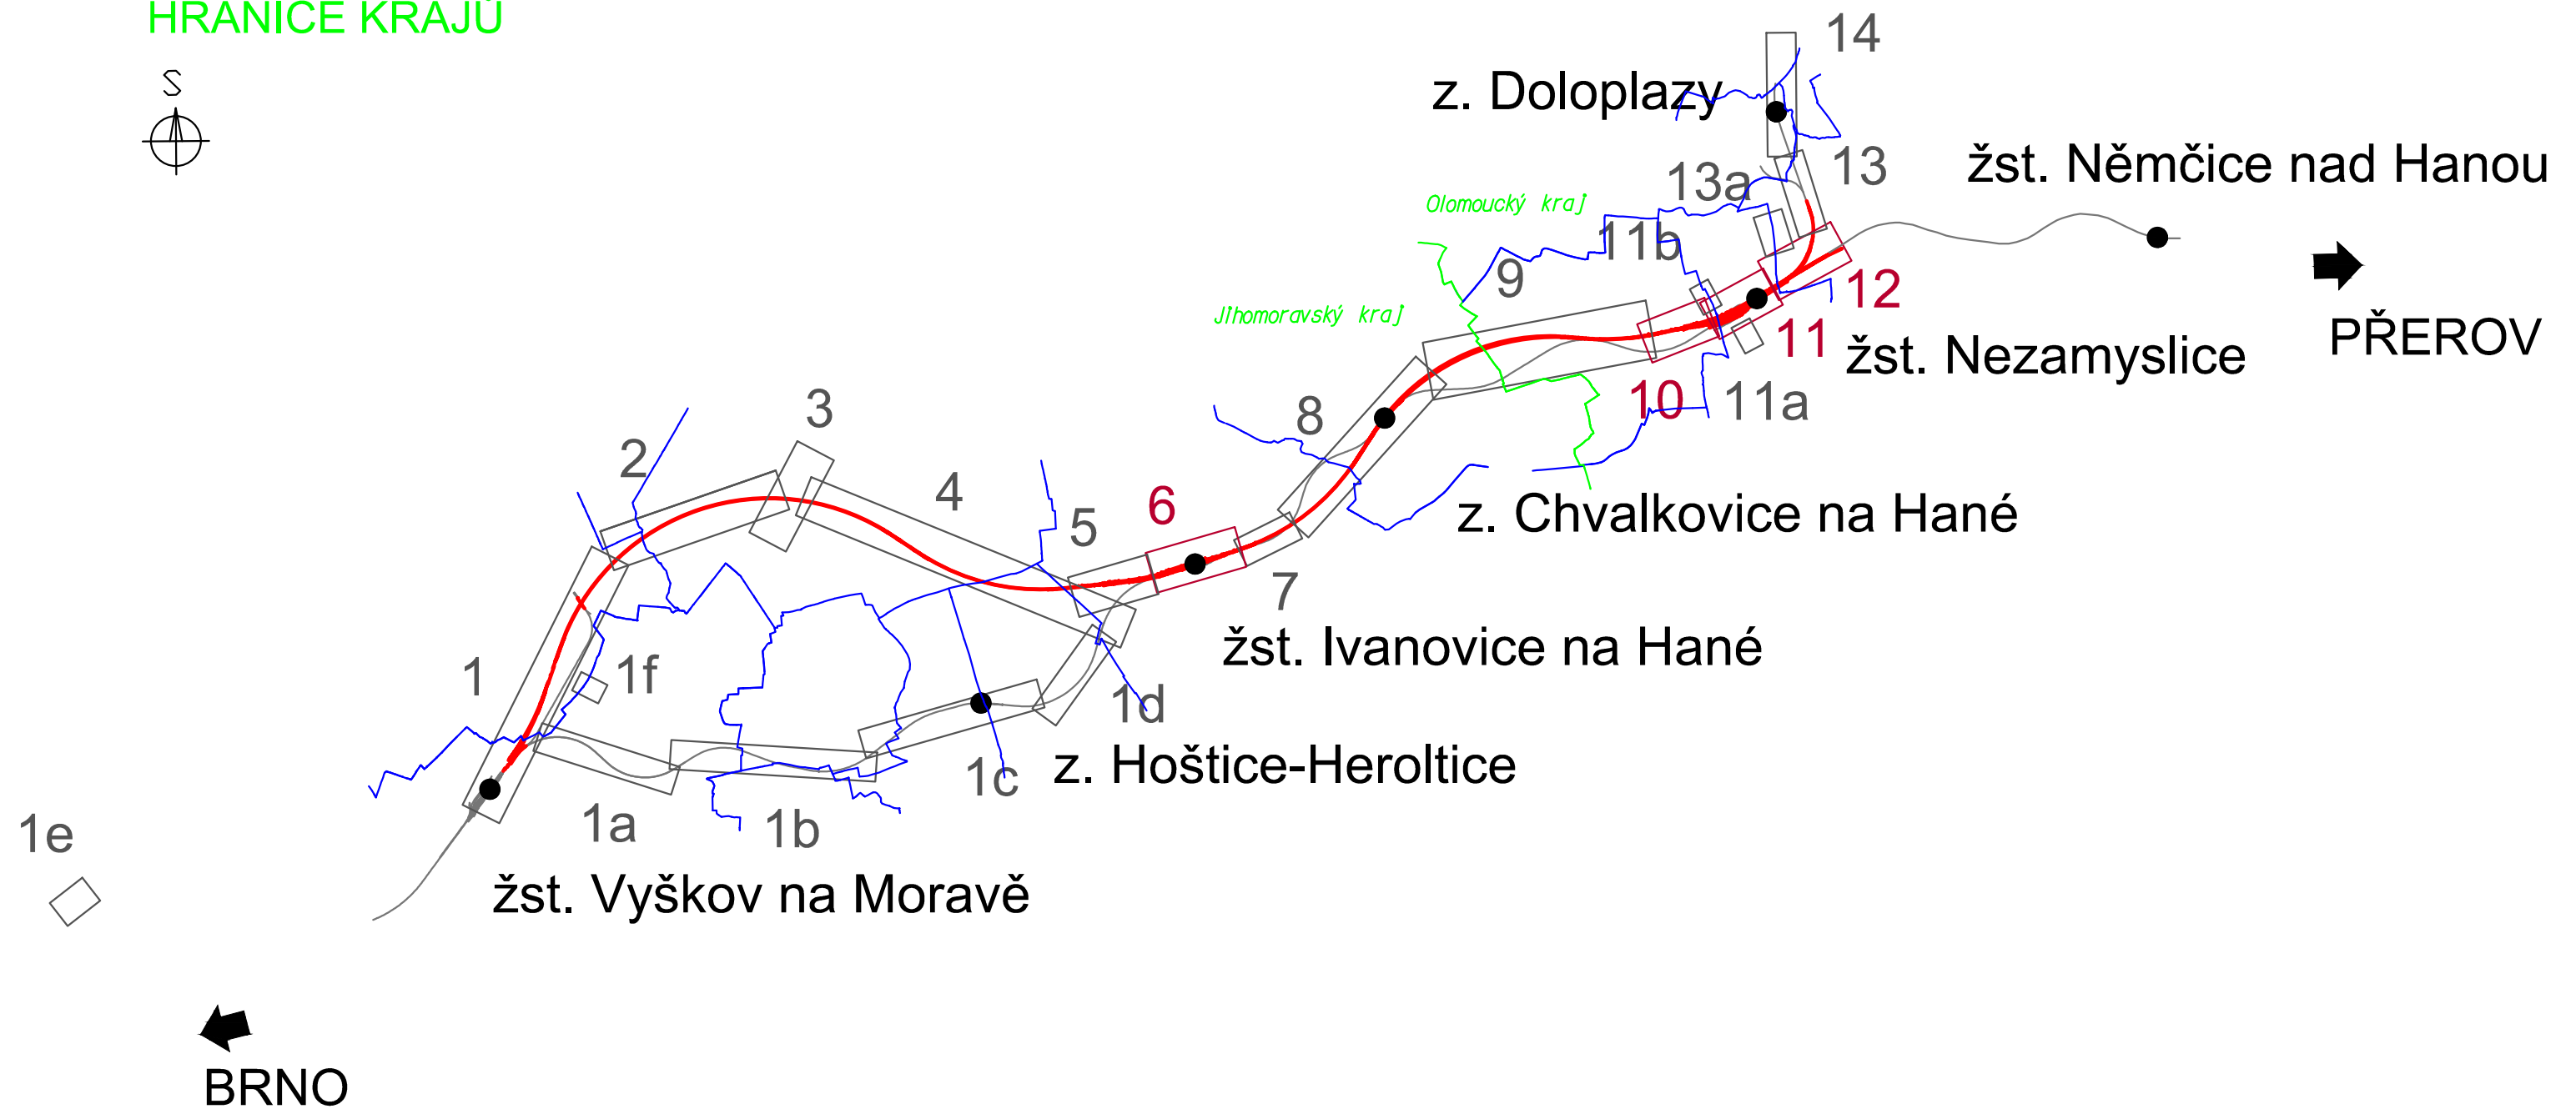 HRANICE KRAJŮ
S
14
z. Doloplazy
13
13a
žst. Němčice nad Hanou
Olomoucký kraj
11b
9
12
Jihomoravský kraj
11
PŘEROV
žst. Nezamyslice
10
11a
3
8
2
4
6
5
z. Chvalkovice na Hané
7
žst. Ivanovice na Hané
1
1f
1d
z. Hoštice-Heroltice
1c
1e
1a
1b
žst. Vyškov na Moravě
BRNO